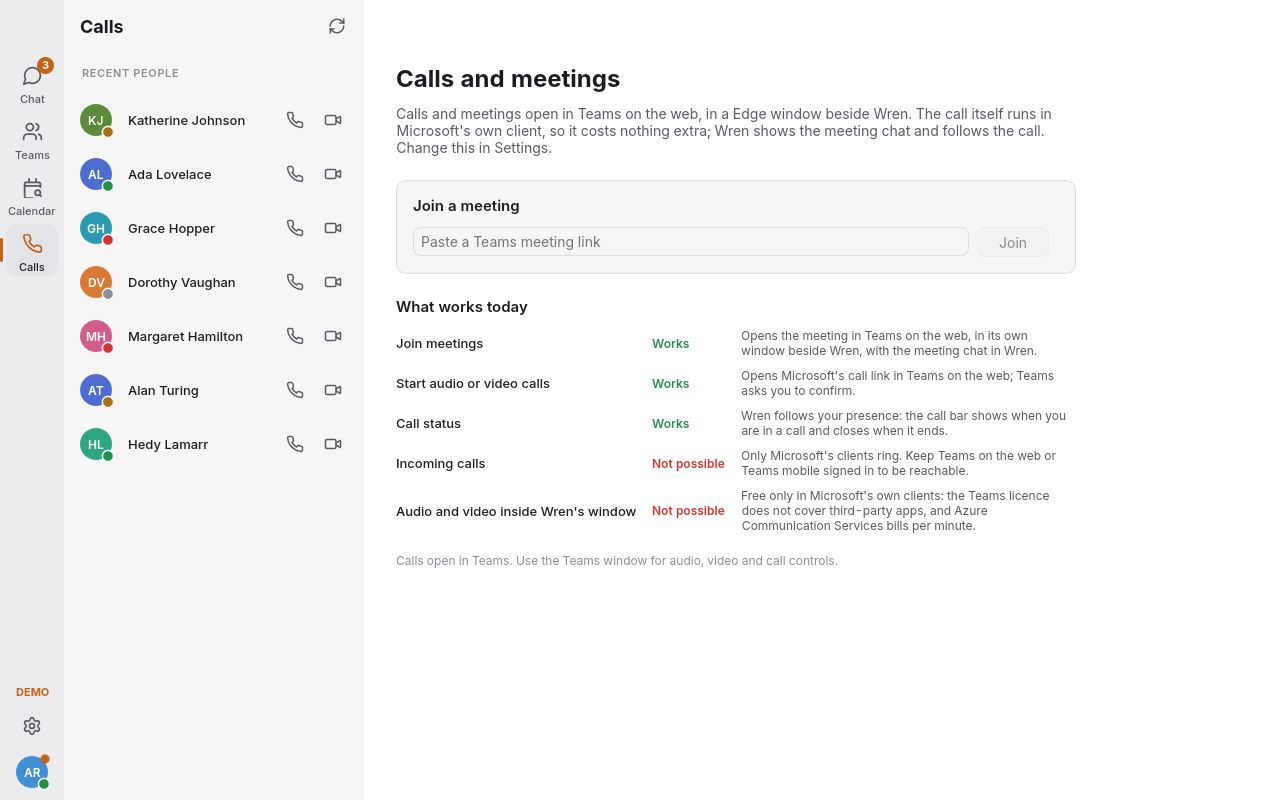 Calls
3
Chat
Teams
Calendar
Calls
RECENT PEOPLE
KJ Katherine Johnson
AL Ada Lovelace
GH Grace Hopper
DV Dorothy Vaughan
MH Margaret Hamilton
AT Alan Turing
HL Hedy Lamarr
DEMO
AR
Calls and meetings
Calls and meetings open in Teams on the web, in a Edge window beside Wren. The call itself runs in
Microsoft's own client, so it costs nothing extra; Wren shows the meeting chat and follows the call.
Change this in Settings.
Join a meeting
Paste a Teams meeting link
Join
What works today
Join meetings
Works
Opens the meeting in Teams on the web, in its own
window beside Wren, with the meeting chat in Wren.
Start audio or video calls
Works
Opens Microsoft's call link in Teams on the web; Teams
asks you to confirm.
Call status
Works
Wren follows your presence: the call bar shows when you
are in a call and closes when it ends.
Incoming calls
Not possible
Only Microsoft's clients ring. Keep Teams on the web or
Teams mobile signed in to be reachable.
Audio and video inside Wren's window
Not possible
Free only in Microsoft's own clients: the Teams licence
does not cover third-party apps, and Azure
Communication Services bills per minute.
Calls open in Teams. Use the Teams window for audio, video and call controls.